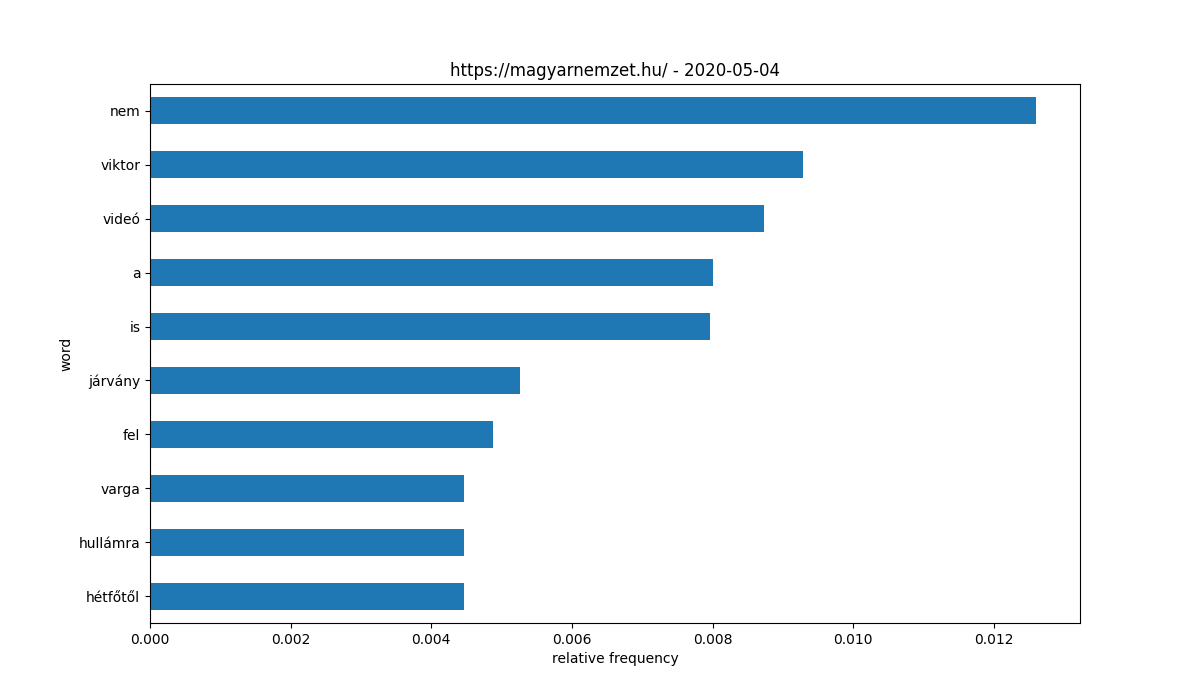 https://magyarnemzet.hu/ - 2020-05-04
nem
viktor
videó
a
is
járvány
fel
varga
hullámra
hétfőtől
word
0.000 0.002 0.004 0.006 0.008 0.010 0.012
relative frequency